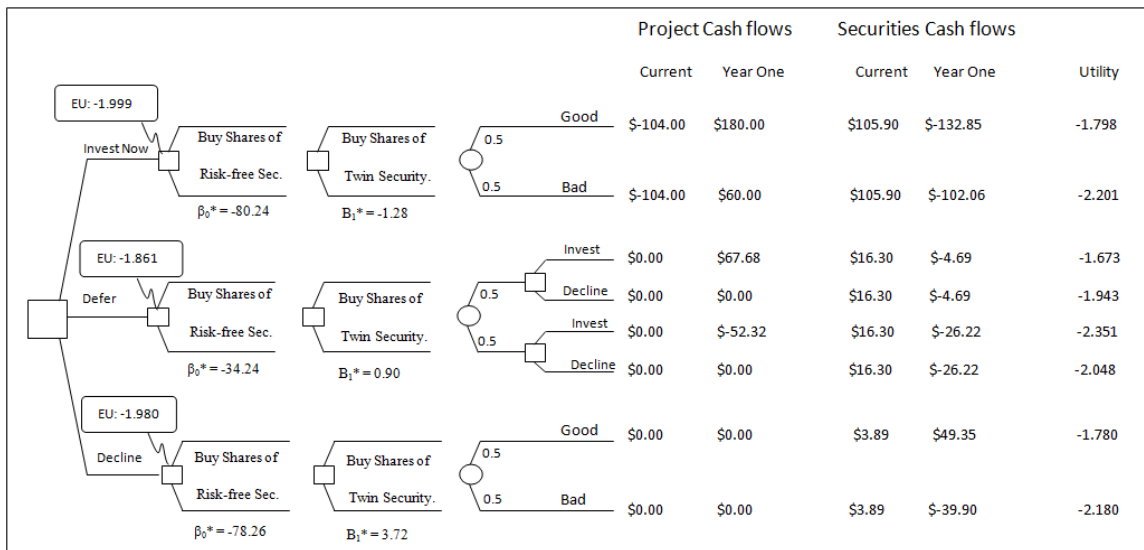 Project Cash flows Securities Cash flows
Current Year One Current Year One Utility
EU: -1.999
Invest Now
Buy Shares of
Risk-free Sec.
β₀* = -80.24
Buy Shares of
Twin Security.
B₁* = -1.28
0.5 Good $-104.00 $180.00 $105.90 $-132.85 -1.798
0.5 Bad $-104.00 $60.00 $105.90 $-102.06 -2.201
EU: -1.861
Defer
Buy Shares of
Risk-free Sec.
β₀* = -34.24
Buy Shares of
Twin Security.
B₁* = 0.90
0.5
Invest $0.00 $67.68 $16.30 $-4.69 -1.673
Decline $0.00 $0.00 $16.30 $-4.69 -1.943
0.5
Invest $0.00 $-52.32 $16.30 $-26.22 -2.351
Decline $0.00 $0.00 $16.30 $-26.22 -2.048
EU: -1.980
Decline
Buy Shares of
Risk-free Sec.
β₀* = -78.26
Buy Shares of
Twin Security.
B₁* = 3.72
0.5 Good $0.00 $0.00 $3.89 $49.35 -1.780
0.5 Bad $0.00 $0.00 $3.89 $-39.90 -2.180